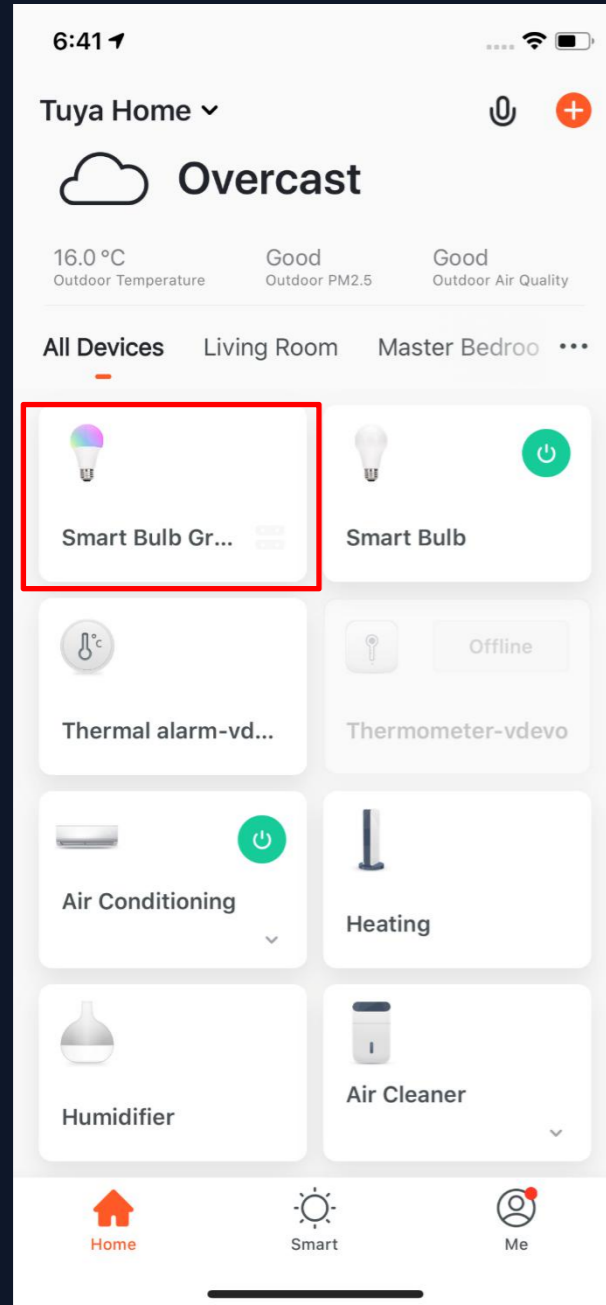 6:41
Tuya Home
Overcast
16.0 °C Good Good
Outdoor Temperature Outdoor PM2.5 Outdoor Air Quality
All Devices Living Room Master Bedroo ...
Smart Bulb Gr... Smart Bulb
Offline
°c
Thermal alarm-vd... Thermometer-vdevo
Air Conditioning
Heating
Humidifier
Air Cleaner
Home Smart Me